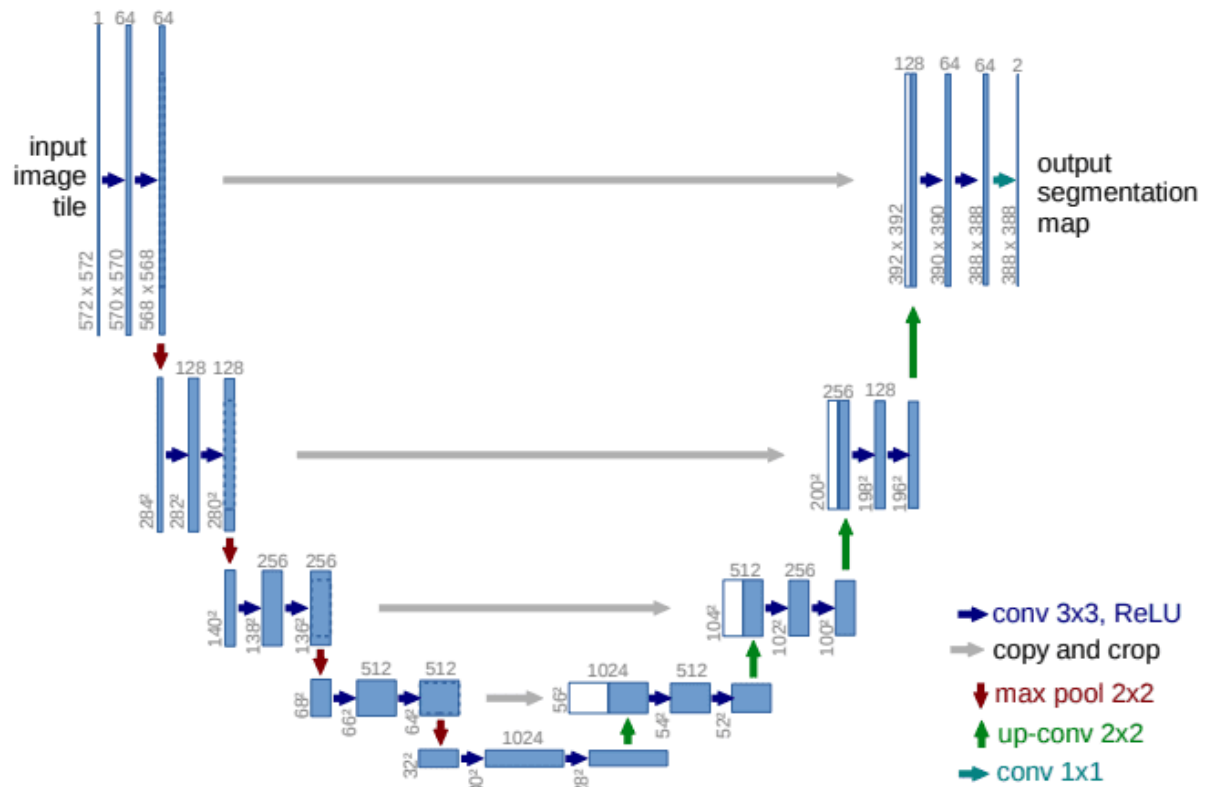 1 64 64
128 64 64 2
input
image
tile
output
segmentation
map
572 x 572
570 x 570
568 x 568
392 x 392
390 x 390
388 x 388
388 x 388
128 128
256 128
284²
282²
280²
200²
198²
196²
256 256
512 256
140²
138²
136²
104²
102²
100²
512 512
1024 512
68²
66²
64²
56²
54²
52²
1024
32²
conv 3x3, ReLU
copy and crop
max pool 2x2
up-conv 2x2
conv 1x1